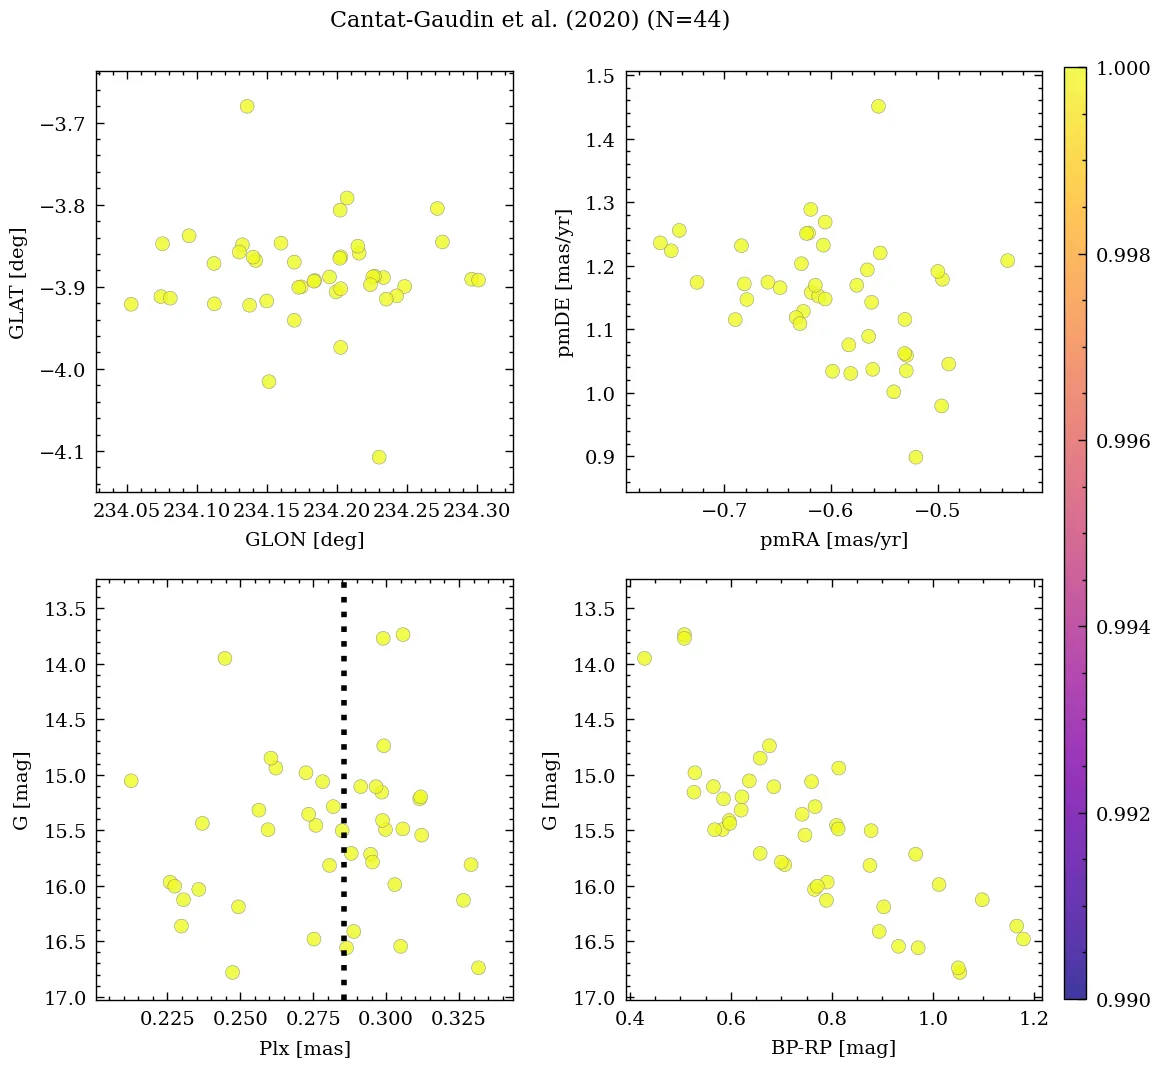 Cantat-Gaudin et al. (2020) (N=44)
−3.7
−3.8
−3.9
−4.0
−4.1
GLAT [deg]
234.05 234.10 234.15 234.20 234.25 234.30
GLON [deg]
1.5
1.4
1.3
1.2
1.1
1.0
0.9
pmDE [mas/yr]
−0.7 −0.6 −0.5
pmRA [mas/yr]
13.5
14.0
14.5
15.0
15.5
16.0
16.5
17.0
G [mag]
0.225 0.250 0.275 0.300 0.325
Plx [mas]
13.5
14.0
14.5
15.0
15.5
16.0
16.5
17.0
G [mag]
0.4 0.6 0.8 1.0 1.2
BP-RP [mag]
1.000
0.998
0.996
0.994
0.992
0.990